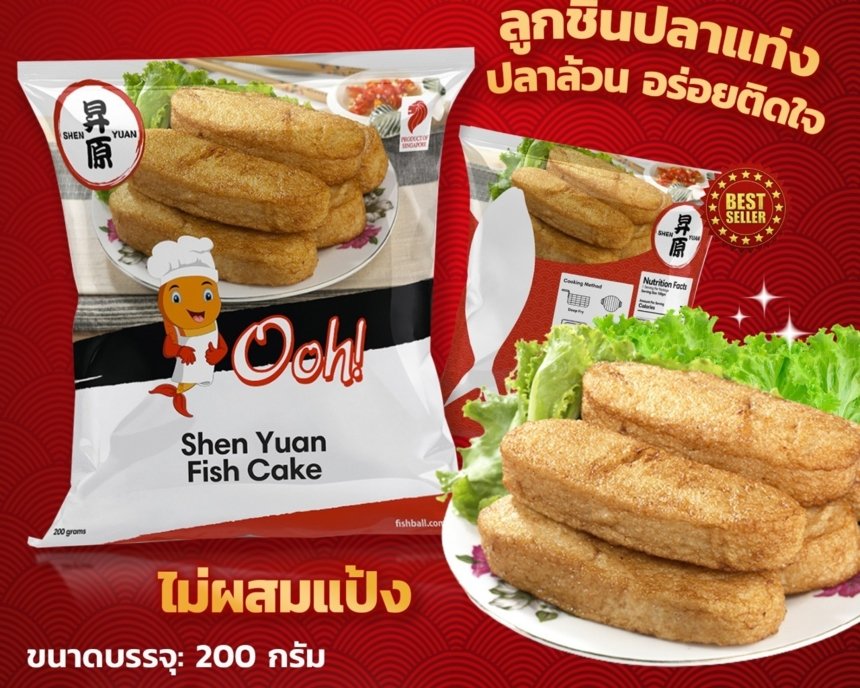 ลูกชิ้นปลาแท่ง
ปลาล้วน อร่อยติดใจ
昇
SHEN YUAN
原
PRODUCT OF
SINGAPORE
BEST
SELLER
昇
SHEN YUAN
原
Cooking Method
Deep Fry
Nutrition Facts
Calories
Ooh!
Shen Yuan
Fish Cake
200 grams
fishball.com
ไม่ผสมแป้ง
ขนาดบรรจุ: 200 กรัม